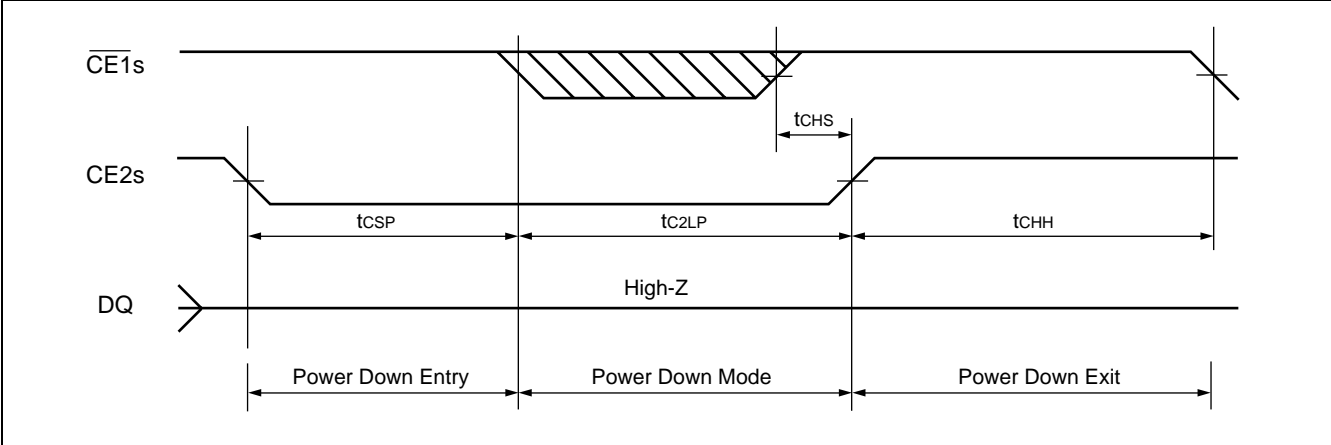 CE1s
tCHS
CE2s
tCSP tC2LP tCHH
High-Z
DQ
Power Down Entry Power Down Mode Power Down Exit